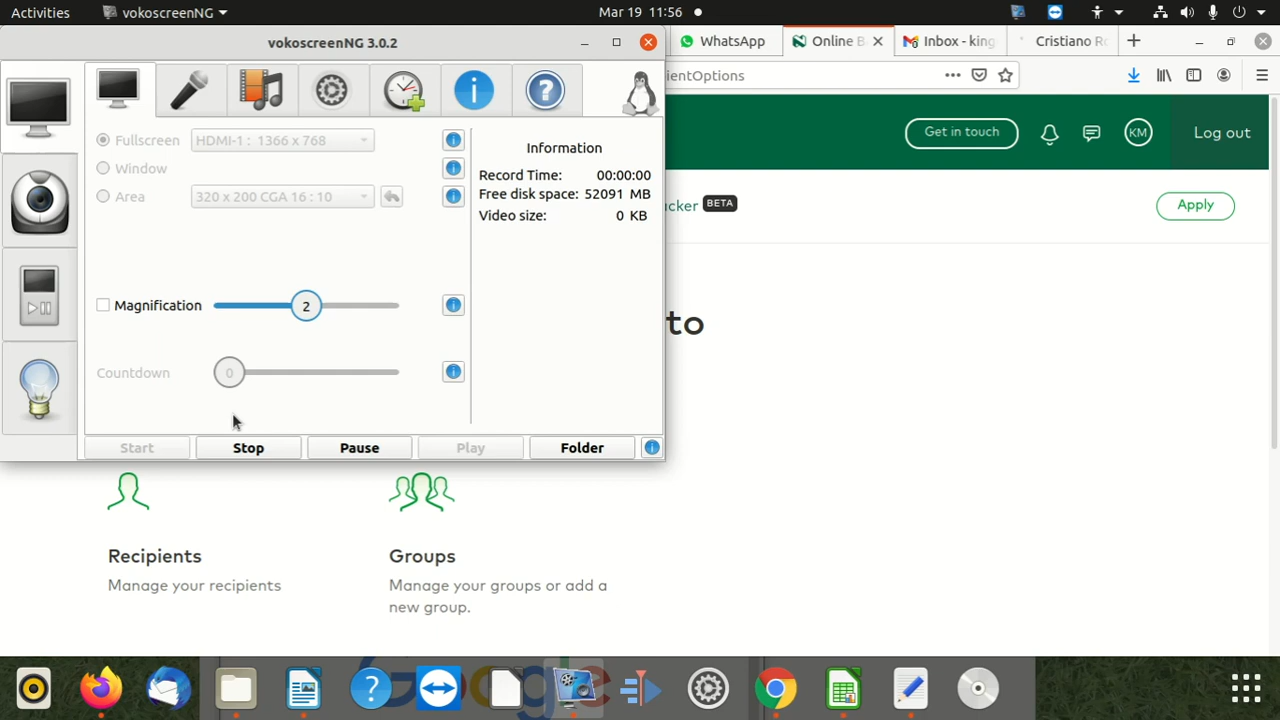 Activities
vokoscreenNG
Mar 19 11:56
vokoscreenNG 3.0.2
WhatsApp
Online B
Inbox - king
Cristiano Ro
ientOptions
Fullscreen
HDMI-1 : 1366 x 768
Window
Area
320 x 200 CGA 16 : 10
Information
Record Time: 00:00:00
Free disk space: 52091 MB
Video size: 0 KB
Magnification
2
Countdown
0
Start
Stop
Pause
Play
Folder
Get in touch
KM
Log out
acker BETA
Apply
to
Recipients
Manage your recipients
Groups
Manage your groups or add a
new group.